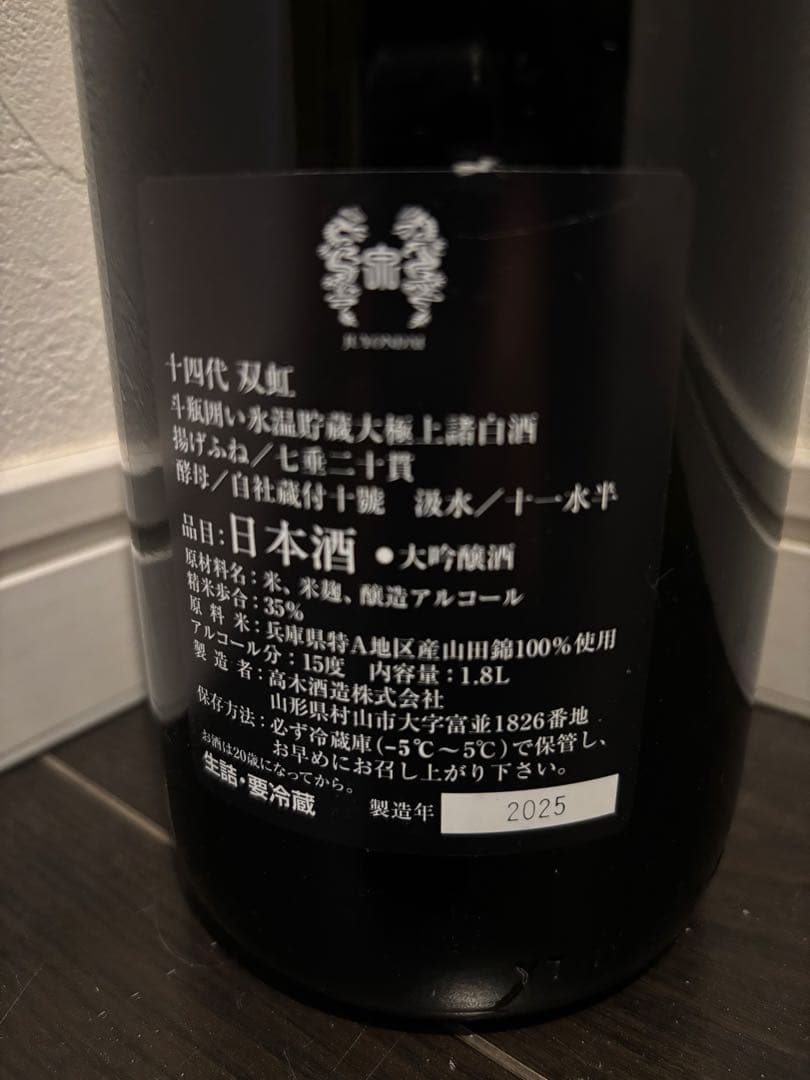 JUYONDAI
十四代 双虹
斗瓶囲い氷温貯蔵大極上諸白酒
揚げふね／七垂二十貫
酵母／自社蔵付十號 汲水／十一水半
品目：日本酒 ●大吟醸酒
原材料名：米、米麹、醸造アルコール
精米歩合：35%
原料米：兵庫県特A地区産山田錦100%使用
アルコール分：15度 内容量：1.8L
製造者：高木酒造株式会社
山形県村山市大字富並1826番地
保存方法：必ず冷蔵庫(−5℃〜5℃)で保管し、
お早めにお召し上がり下さい。
お酒は20歳になってから。
生詰・要冷蔵
製造年 2025